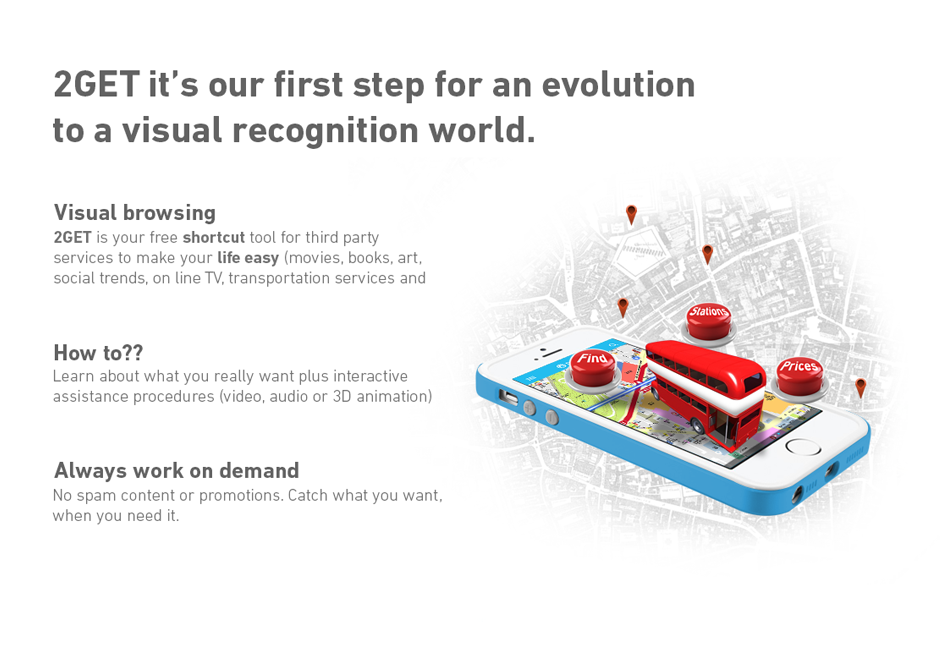 2GET it's our first step for an evolution
to a visual recognition world.
Visual browsing
2GET is your free shortcut tool for third party
services to make your life easy (movies, books, art,
social trends, on line TV, transportation services and
How to??
Learn about what you really want plus interactive
assistance procedures (video, audio or 3D animation)
Always work on demand
No spam content or promotions. Catch what you want,
when you need it.
Stations
Find
Prices